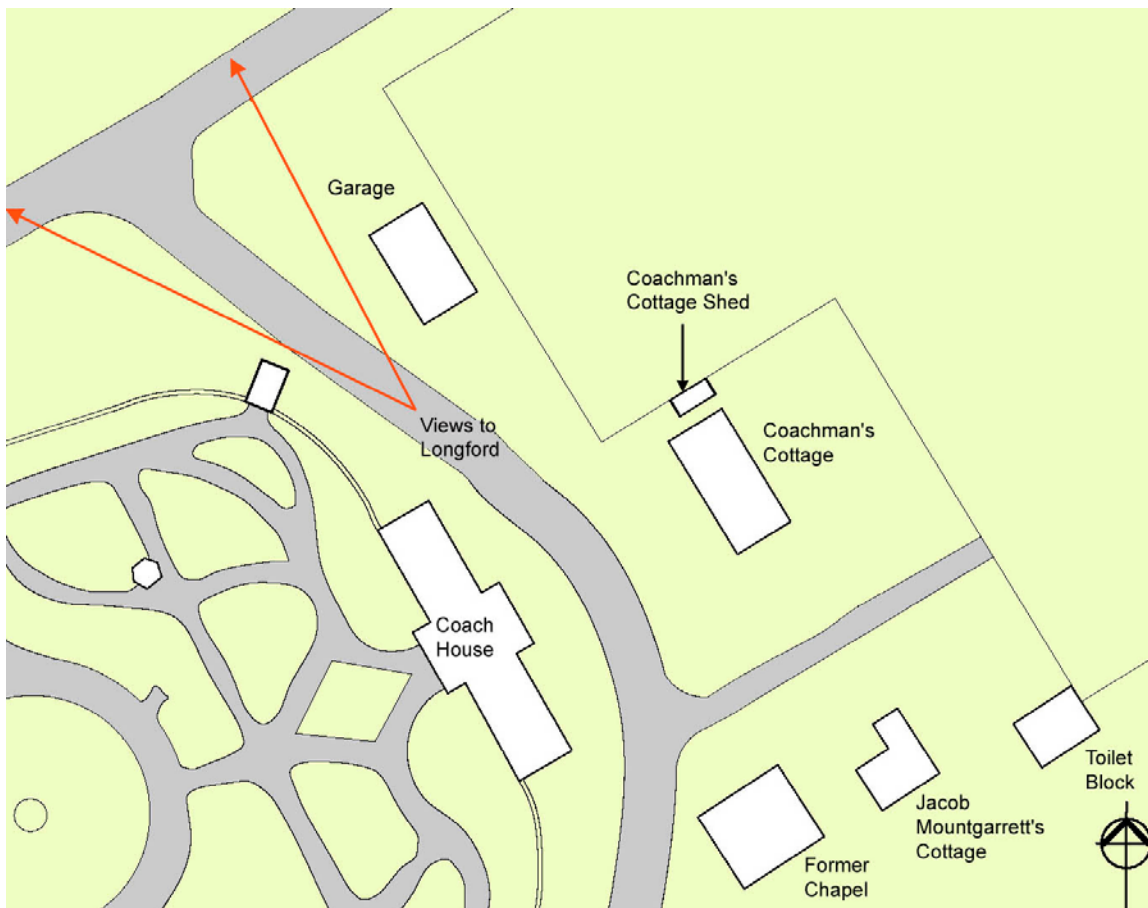 Garage
Coachman's
Cottage Shed
Views to
Longford
Coachman's
Cottage
Coach
House
Toilet
Block
Jacob
Mountgarrett's
Cottage
Former
Chapel